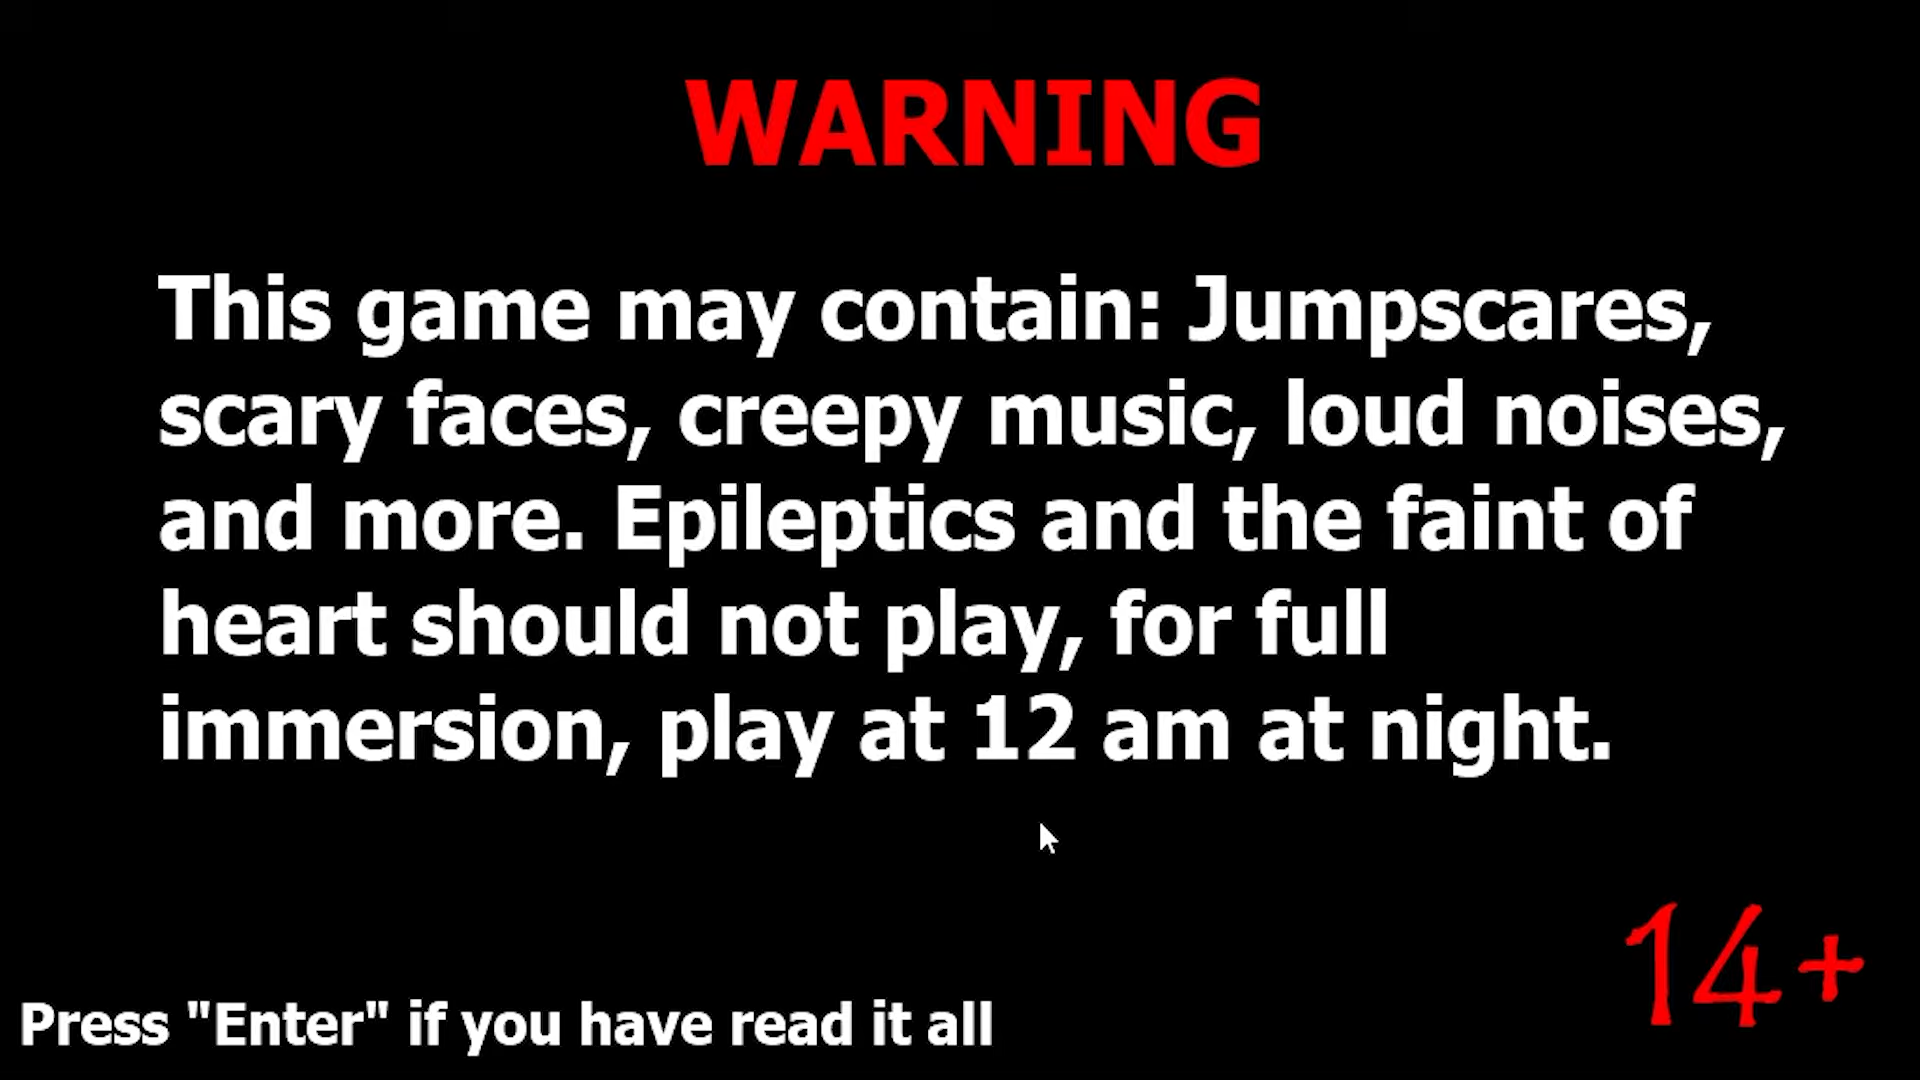 WARNING
This game may contain: Jumpscares,
scary faces, creepy music, loud noises,
and more. Epileptics and the faint of
heart should not play, for full
immersion, play at 12 am at night.
14+
Press "Enter" if you have read it all